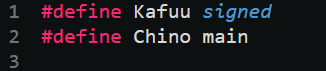 1 #define Kafuu signed
2 #define Chino main
3